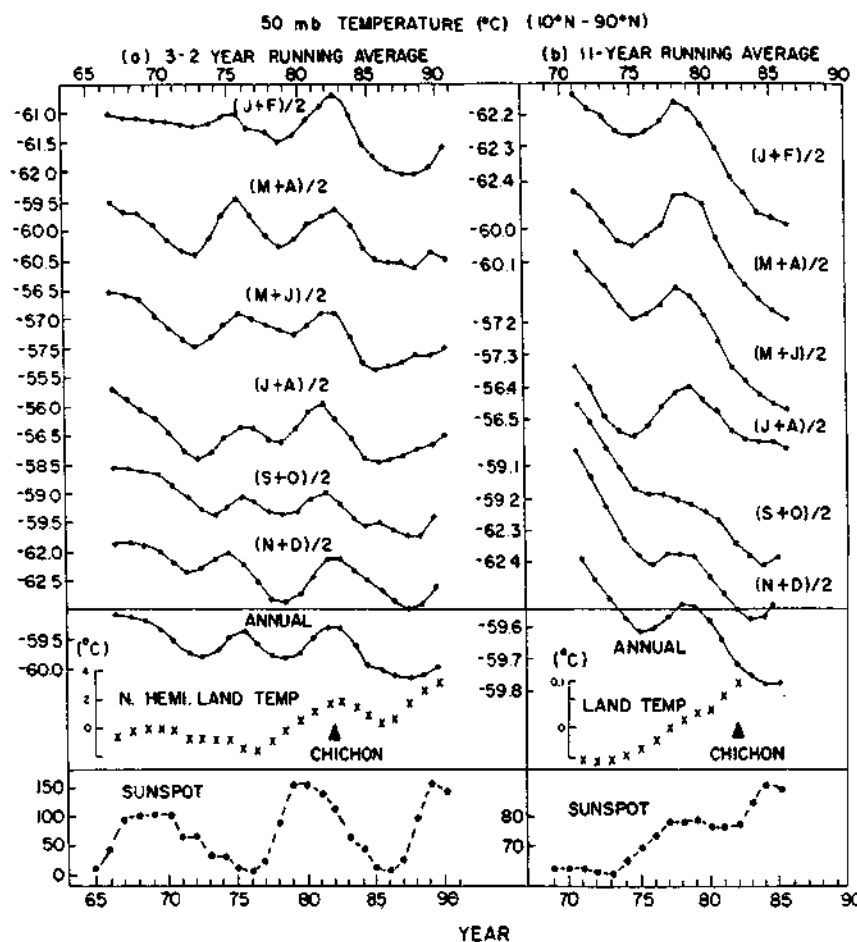 50 mb TEMPERATURE (°C) (10°N-90°N)
(a) 3-2 YEAR RUNNING AVERAGE
65 70 75 80 85 90
(J+F)/2
-61.0
-61.5
-62.0
(M+A)/2
-59.5
-60.0
-60.5
(M+J)/2
-56.5
-57.0
-57.5
(J+A)/2
-55.5
-56.0
-56.5
(S+O)/2
-58.5
-59.0
-59.5
(N+D)/2
-62.0
-62.5
ANNUAL
-59.5
(°C)
-60.0
4
2
0
N. HEMI. LAND TEMP
CHICHON
SUNSPOT
150
100
50
0
65 70 75 80 85 90
(b) 11-YEAR RUNNING AVERAGE
70 75 80 85 90
-62.2
-62.3
-62.4
(J+F)/2
-60.0
-60.1
(M+A)/2
-57.2
-57.3
(M+J)/2
-56.4
-56.5
(J+A)/2
-59.1
-59.2
(S+O)/2
-62.3
-62.4
(N+D)/2
-59.6
-59.7
-59.8
ANNUAL
(°C)
0.1
0
LAND TEMP
CHICHON
SUNSPOT
80
70
70 75 80 85 90
YEAR